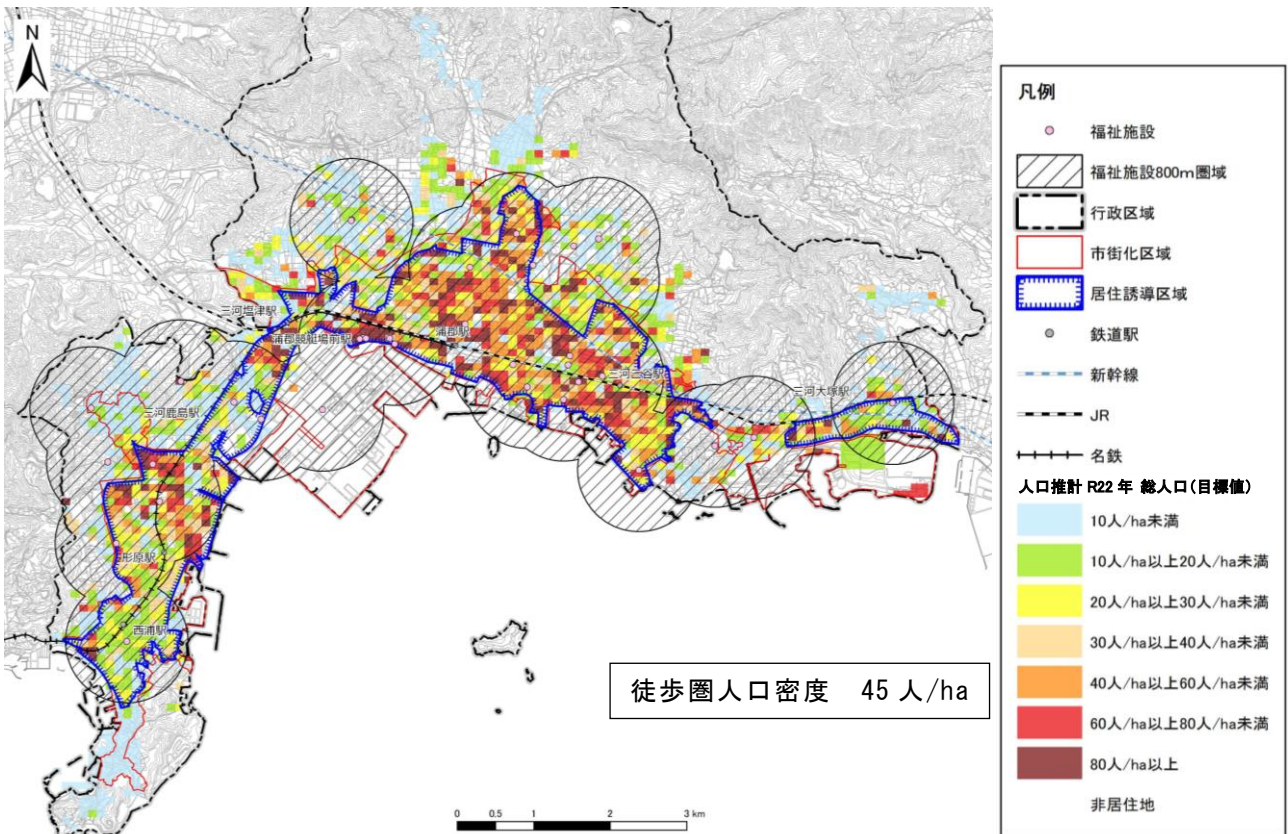 N
三河塩津駅
蒲郡競艇場前駅
蒲郡駅
三河三谷駅
三河大塚駅
三河鹿島駅
形原駅
西浦駅
徒歩圏人口密度 45 人/ha
0 0.5 1 2 3 km
凡例
福祉施設
福祉施設800m圏域
行政区域
市街化区域
居住誘導区域
鉄道駅
新幹線
JR
名鉄
人口推計 R22 年 総人口(目標値)
10人/ha未満
10人/ha以上20人/ha未満
20人/ha以上30人/ha未満
30人/ha以上40人/ha未満
40人/ha以上60人/ha未満
60人/ha以上80人/ha未満
80人/ha以上
非居住地